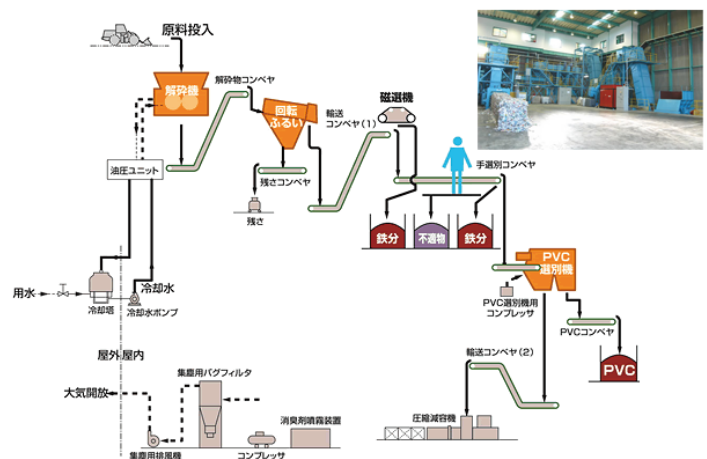 原料投入
解砕機
解砕物コンベヤ
回転
ふるい
輸送
コンベヤ(1)
磁選機
手選別コンベヤ
油圧ユニット
残さコンベヤ
残さ
鉄分
不適物
鉄分
PVC
選別機
用水
冷却塔
冷却水
冷却水ポンプ
PVC選別機用
コンプレッサ
PVCコンベヤ
PVC
屋外
屋内
輸送コンベヤ(2)
大気開放
集塵用バグフィルタ
消臭剤噴霧装置
圧縮減容機
集塵用排風機
コンプレッサ